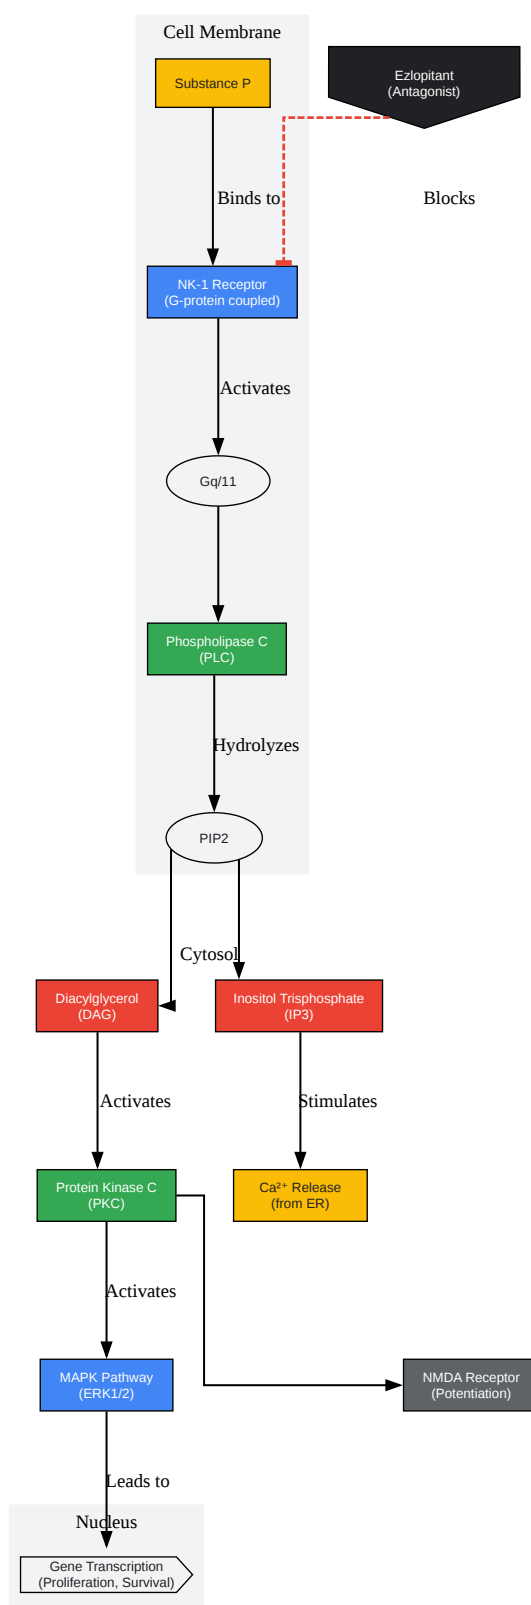 Cell Membrane
Substance P
Ezlopitant
(Antagonist)
Binds to
Blocks
NK-1 Receptor
(G-protein coupled)
Activates
Gq/11
Phospholipase C
(PLC)
Hydrolyzes
PIP2
Cytosol
Diacylglycerol
(DAG)
Inositol Trisphosphate
(IP3)
Activates
Stimulates
Protein Kinase C
(PKC)
Ca²⁺ Release
(from ER)
Activates
MAPK Pathway
(ERK1/2)
NMDA Receptor
(Potentiation)
Leads to
Nucleus
Gene Transcription
(Proliferation, Survival)